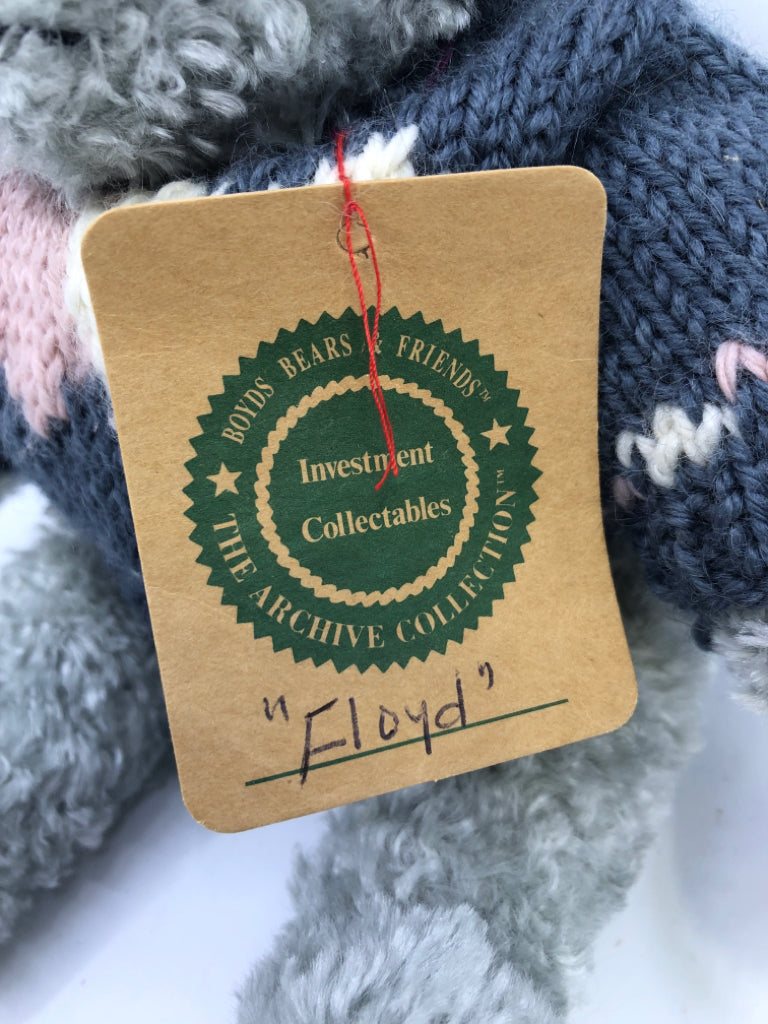 BOYDS BEARS & FRIENDS™
Investment
Collectables
THE ARCHIVE COLLECTION™
"Floyd"